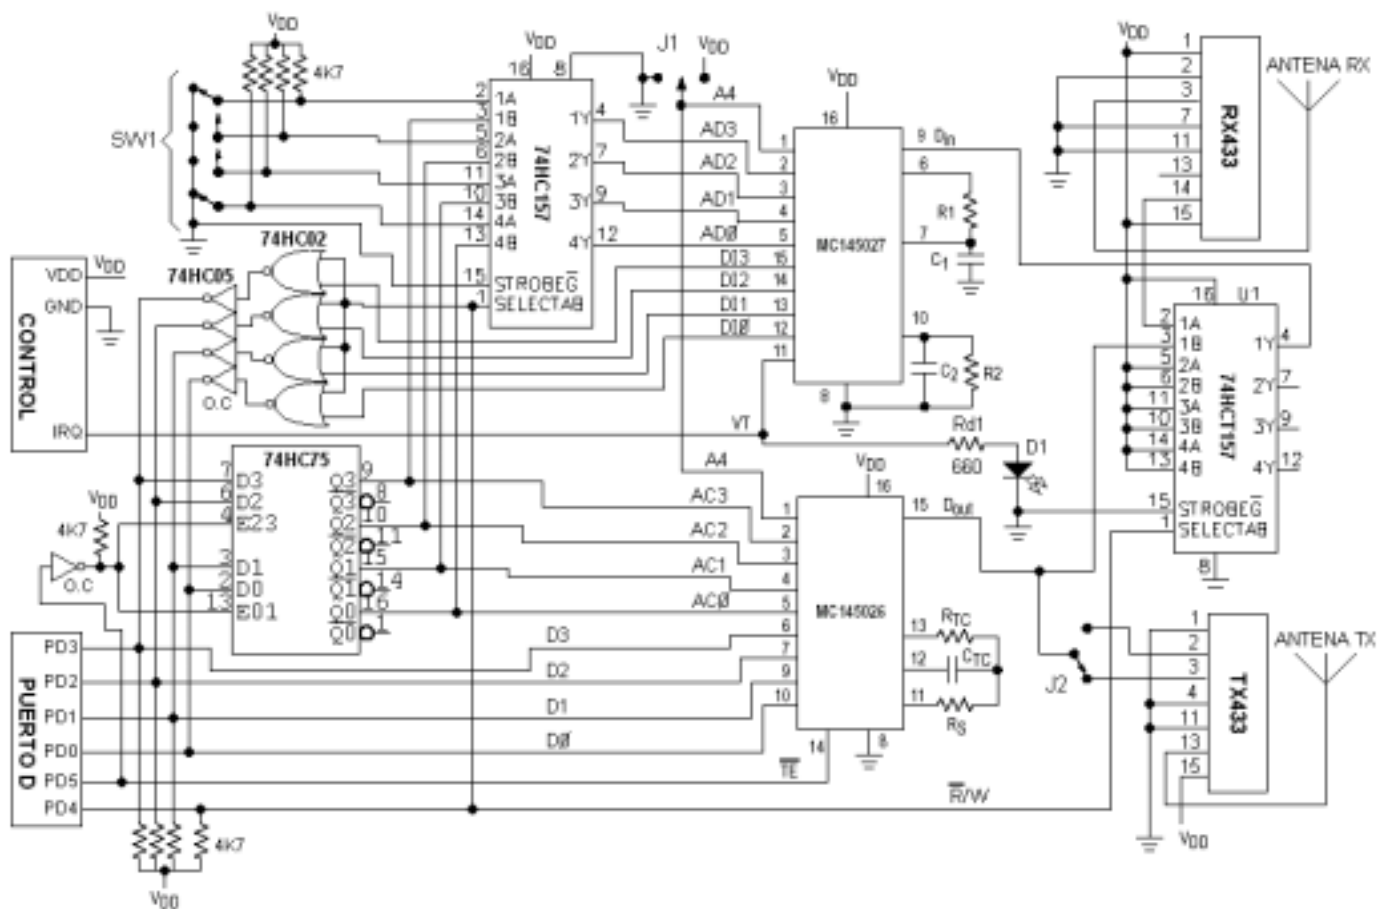 VDD
4K7
SW1
VDD
16
8
J1
VDD
2
1A
3
1B
5
2A
6
2B
11
3A
10
3B
14
4A
13
4B
15
STROBEG̅
1
SELECTAB
74HC157
1Y
4
2Y
7
3Y
9
4Y
12
A4
AD3
AD2
AD1
ADØ
DI3
DI2
DI1
DIØ
VDD
16
1
2
3
4
5
15
14
13
12
11
MC145027
9
Din
6
7
10
8
R1
C1
C2
R2
VDD
1
2
3
7
11
13
14
15
RX433
ANTENA RX
16
U1
2
1A
3
1B
5
2A
6
2B
11
3A
10
3B
14
4A
13
4B
15
STROBEG̅
1
SELECTAB
8
74HCT157
1Y
4
2Y
7
3Y
9
4Y
12
74HC02
74HC05
O.C
CONTROL
VDD
VDD
GND
IRQ
VT
Rd1
660
D1
74HC75
7
D3
6
D2
4
E23
3
D1
2
D0
13
E01
Q3
9
Q̅3̅
8
Q2
10
Q̅2̅
11
Q1
15
Q̅1̅
14
Q0
16
Q̅0̅
1
VDD
4K7
O.C
A4
AC3
AC2
AC1
ACØ
D3
D2
D1
DØ
VDD
16
1
2
3
4
5
6
7
9
10
14
T̅E̅
MC145026
15
Dout
13
RTC
12
CTC
11
RS
8
R̅/W
J2
PUERTO D
PD3
PD2
PD1
PD0
PD5
PD4
4K7
VDD
1
2
3
4
11
13
15
TX433
ANTENA TX
VDD